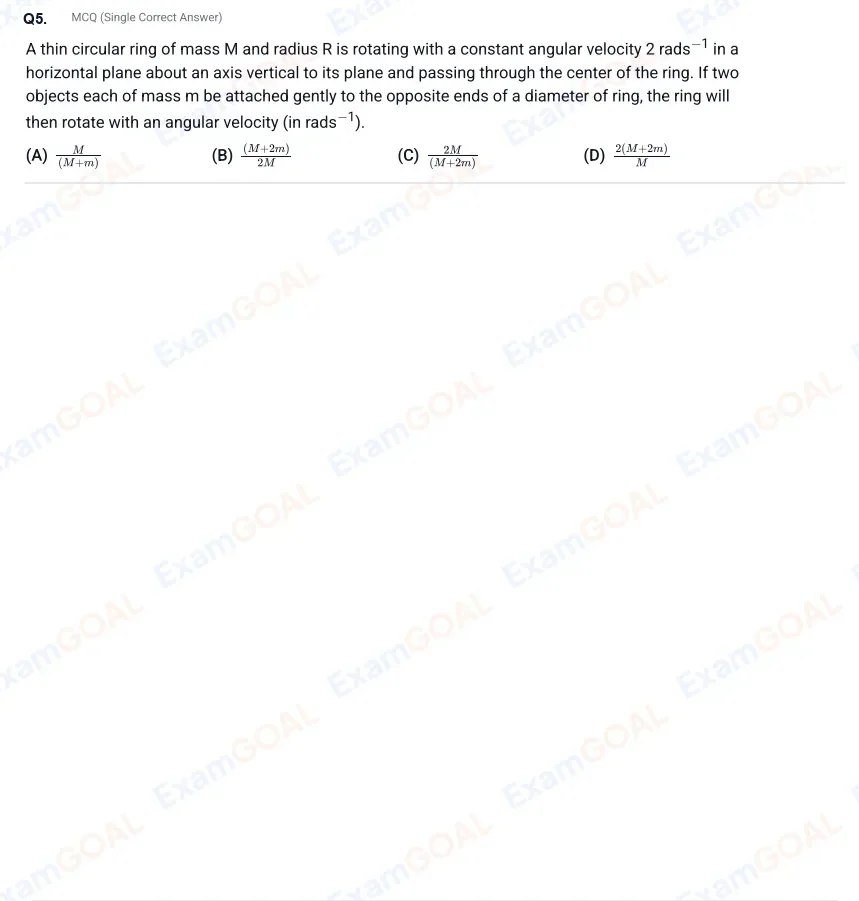 Q5. MCQ (Single Correct Answer)
A thin circular ring of mass M and radius R is rotating with a constant angular velocity 2 rads⁻¹ in a
horizontal plane about an axis vertical to its plane and passing through the center of the ring. If two
objects each of mass m be attached gently to the opposite ends of a diameter of ring, the ring will
then rotate with an angular velocity (in rads⁻¹).
(A) M/(M+m) (B) (M+2m)/2M (C) 2M/(M+2m) (D) 2(M+2m)/M
ExamGOAL